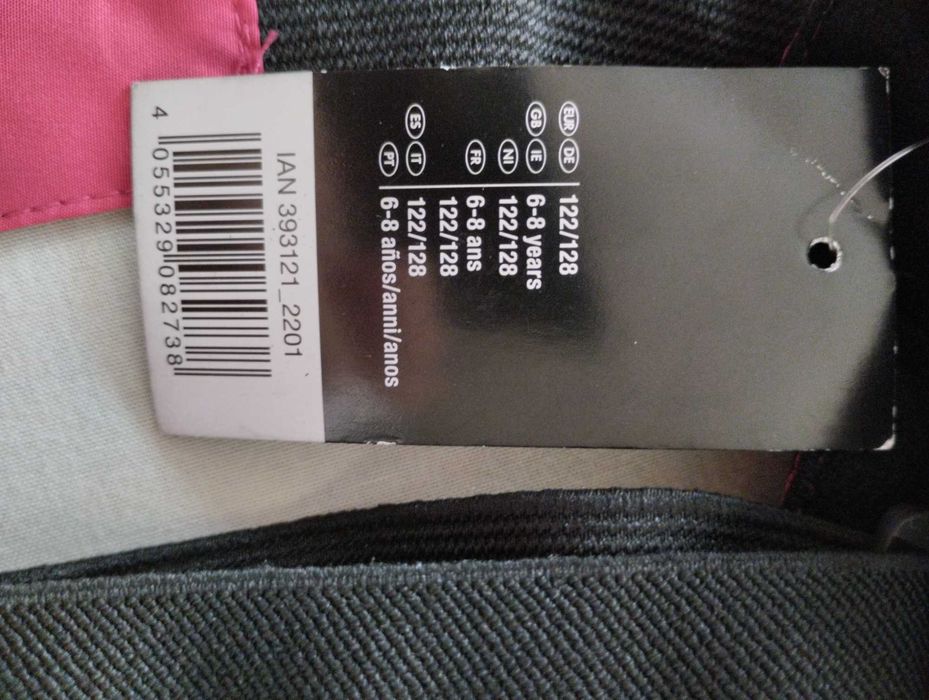 EUR DE 122/128
GB IE 6-8 years
NI 122/128
FR 6-8 ans
122/128
ES IT 122/128
PT 6-8 años/anni/anos
IAN 393121_2201
4 055329 082738